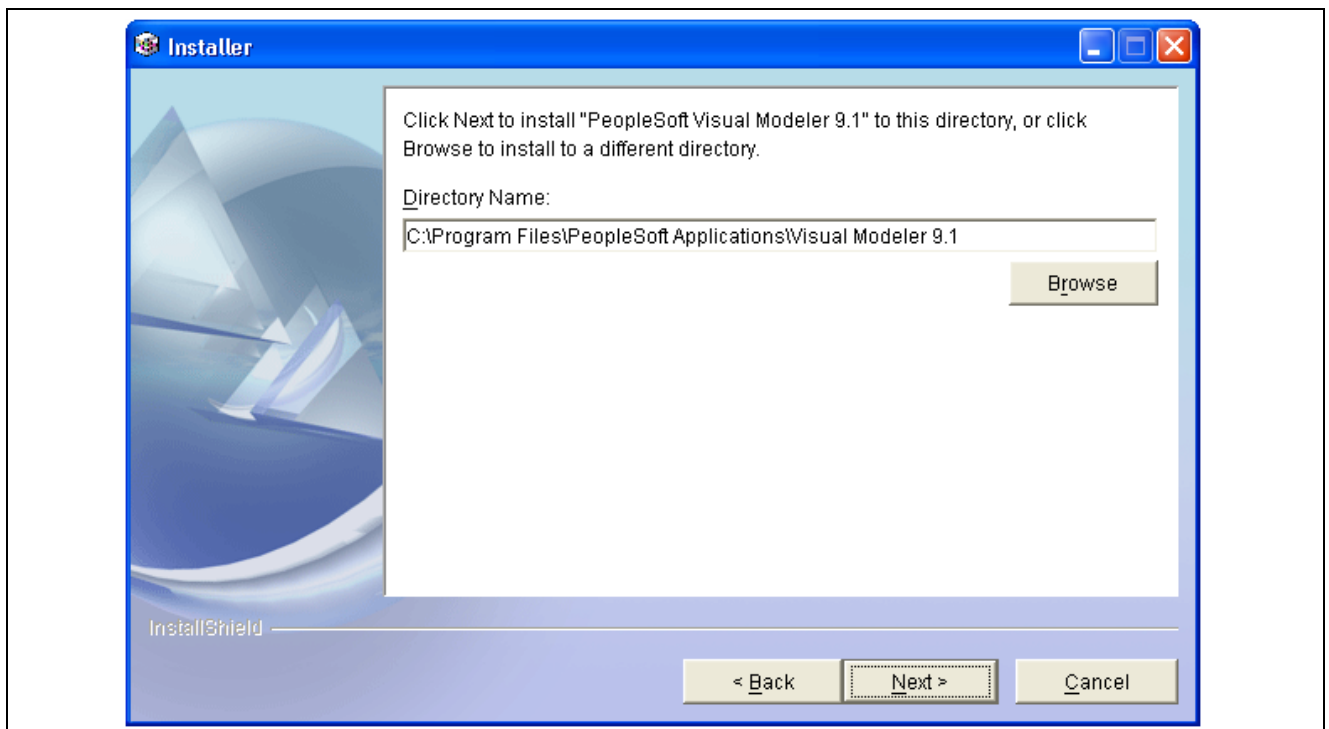 Installer
Click Next to install "PeopleSoft Visual Modeler 9.1" to this directory, or click
Browse to install to a different directory.
Directory Name:
C:\Program Files\PeopleSoft Applications\Visual Modeler 9.1
Browse
InstallShield
< Back
Next >
Cancel